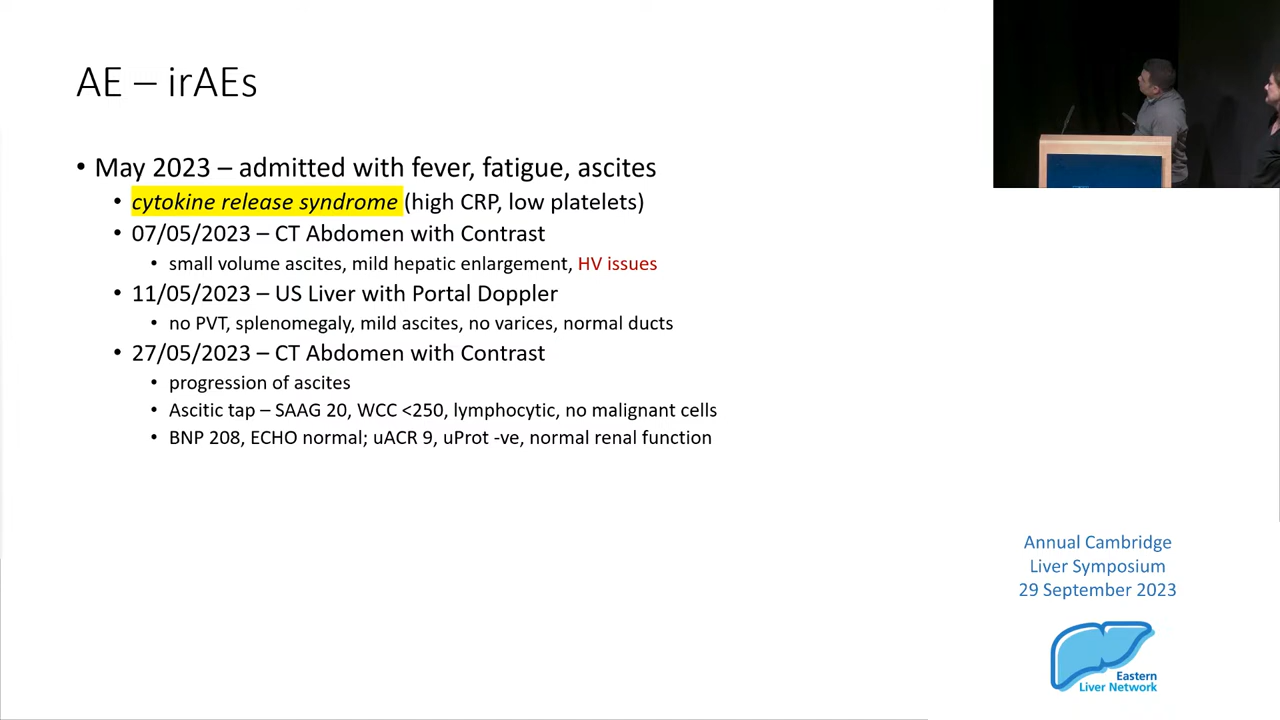 AE – irAEs
• May 2023 – admitted with fever, fatigue, ascites
• cytokine release syndrome (high CRP, low platelets)
• 07/05/2023 – CT Abdomen with Contrast
• small volume ascites, mild hepatic enlargement, HV issues
• 11/05/2023 – US Liver with Portal Doppler
• no PVT, splenomegaly, mild ascites, no varices, normal ducts
• 27/05/2023 – CT Abdomen with Contrast
• progression of ascites
• Ascitic tap – SAAG 20, WCC <250, lymphocytic, no malignant cells
• BNP 208, ECHO normal; uACR 9, uProt -ve, normal renal function
Annual Cambridge
Liver Symposium
29 September 2023
Eastern
Liver Network